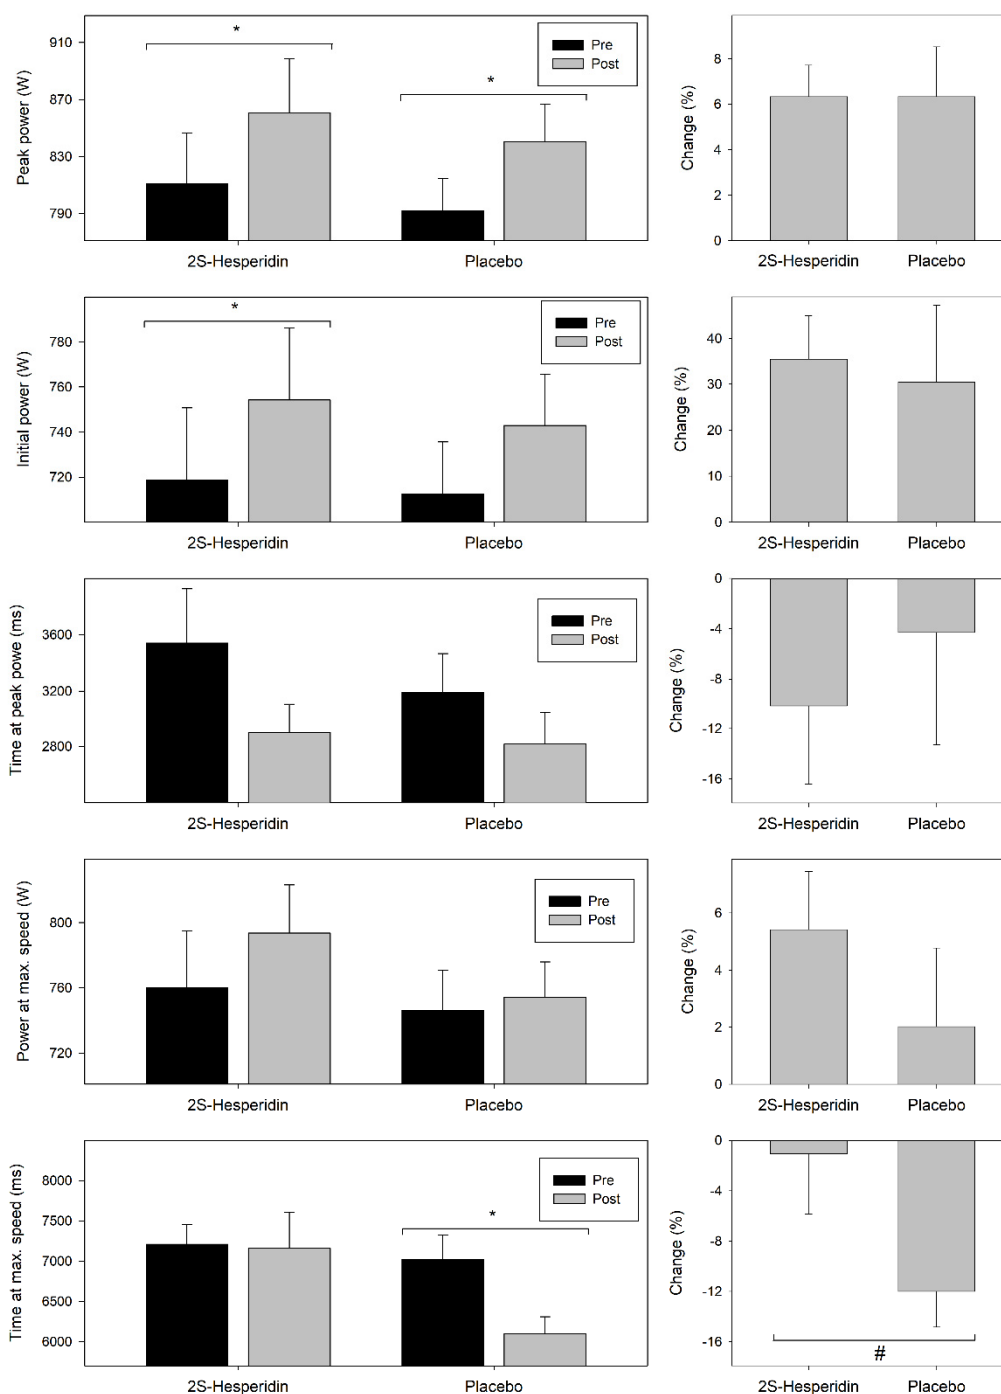 Peak power (W)
910
870
830
790
*
*
Pre
Post
2S-Hesperidin
Placebo
Change (%)
8
6
4
2
0
2S-Hesperidin
Placebo
Initial power (W)
780
760
740
720
*
Pre
Post
2S-Hesperidin
Placebo
Change (%)
40
30
20
10
0
2S-Hesperidin
Placebo
Time at peak powe (ms)
3600
3200
2800
Pre
Post
2S-Hesperidin
Placebo
Change (%)
0
-4
-8
-12
-16
2S-Hesperidin
Placebo
Power at max. speed (W)
800
760
720
Pre
Post
2S-Hesperidin
Placebo
Change (%)
6
4
2
0
2S-Hesperidin
Placebo
Time at max. speed (ms)
8000
7500
7000
6500
6000
*
Pre
Post
2S-Hesperidin
Placebo
Change (%)
0
-4
-8
-12
-16
#
2S-Hesperidin
Placebo